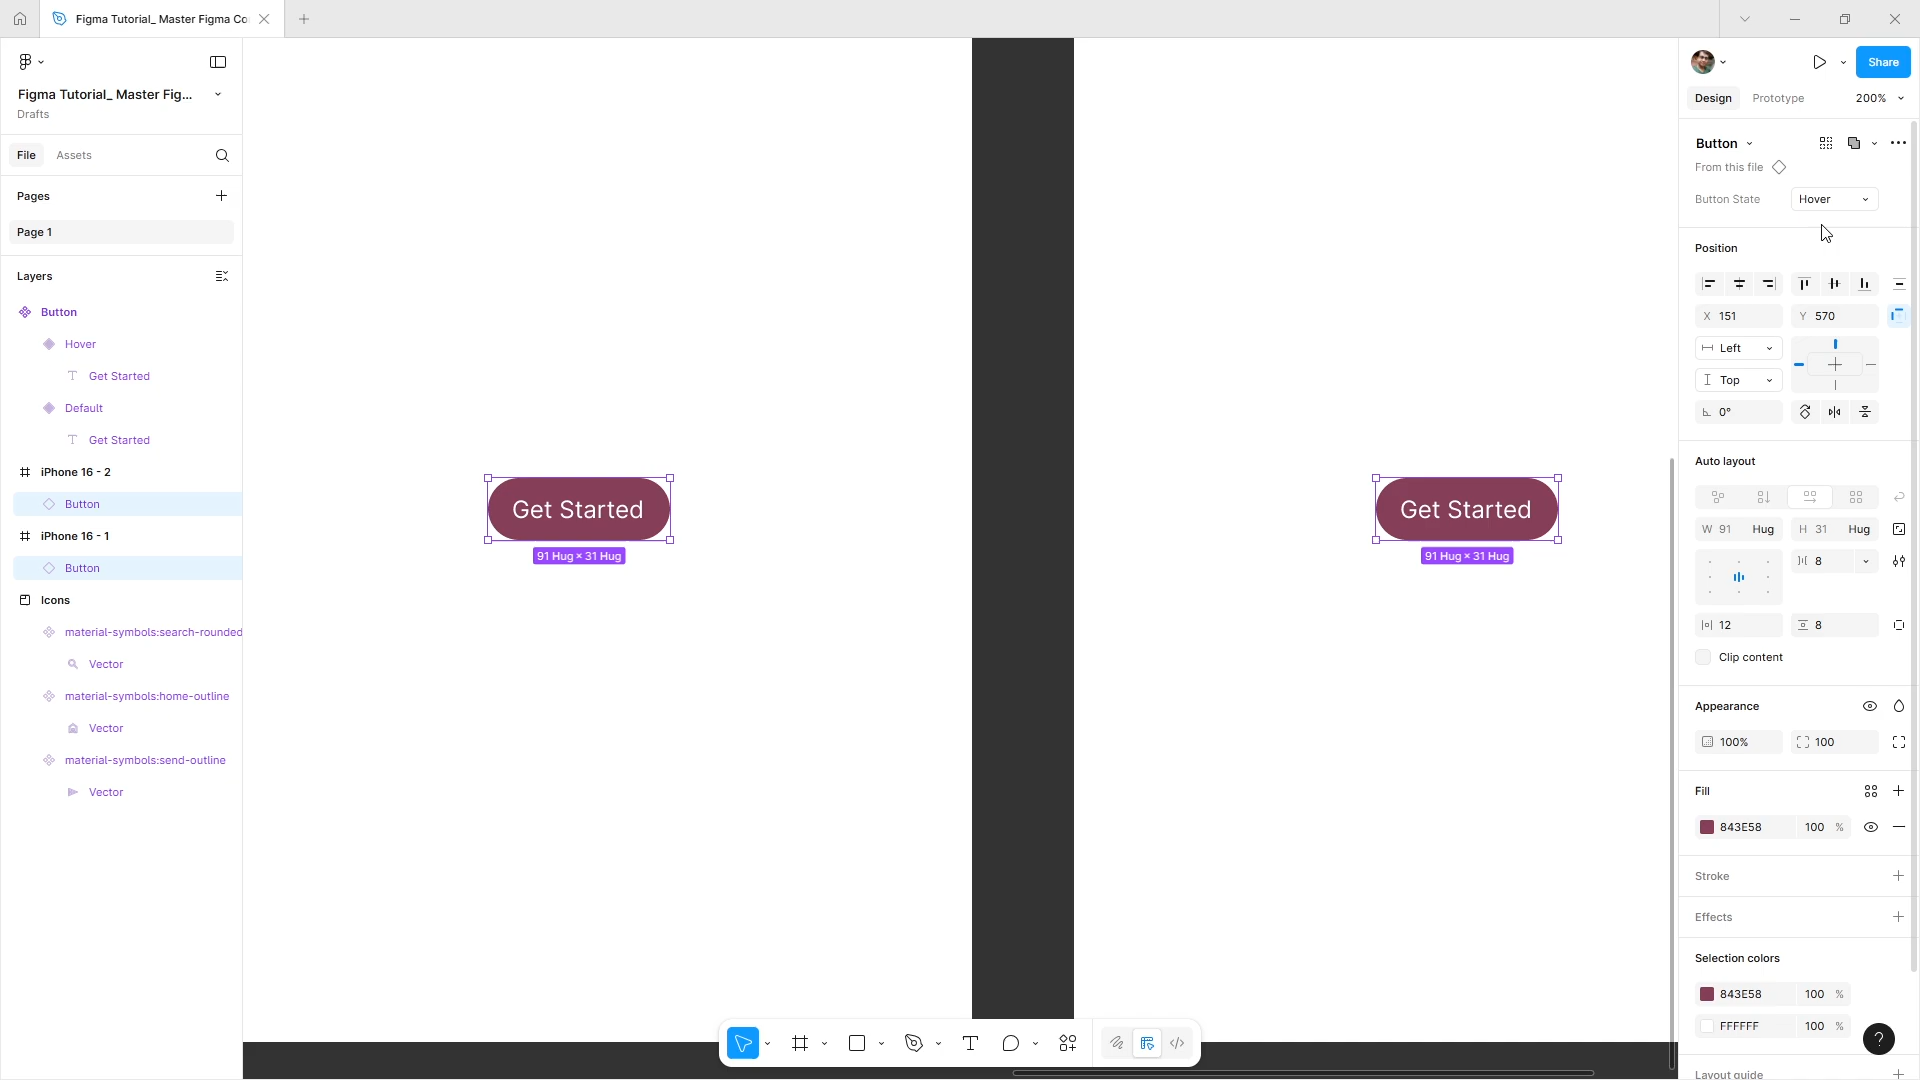 Figma Tutorial_ Master Figma Co
Figma Tutorial_ Master Fig...
Drafts
File
Assets
Pages
Page 1
Layers
Button
Hover
Get Started
Default
Get Started
iPhone 16 - 2
Button
iPhone 16 - 1
Button
Icons
material-symbols:search-rounded
Vector
material-symbols:home-outline
Vector
material-symbols:send-outline
Vector
Get Started
91 Hug × 31 Hug
Get Started
91 Hug × 31 Hug
Share
Design
Prototype
200%
Button
From this file
Button State
Hover
Position
X 151
Y 570
Left
Top
0°
Auto layout
W 91 Hug
H 31 Hug
8
12
8
Clip content
Appearance
100%
100
Fill
843E58 100 %
Stroke
Effects
Selection colors
843E58 100 %
FFFFFF 100 %
?
Layout guide